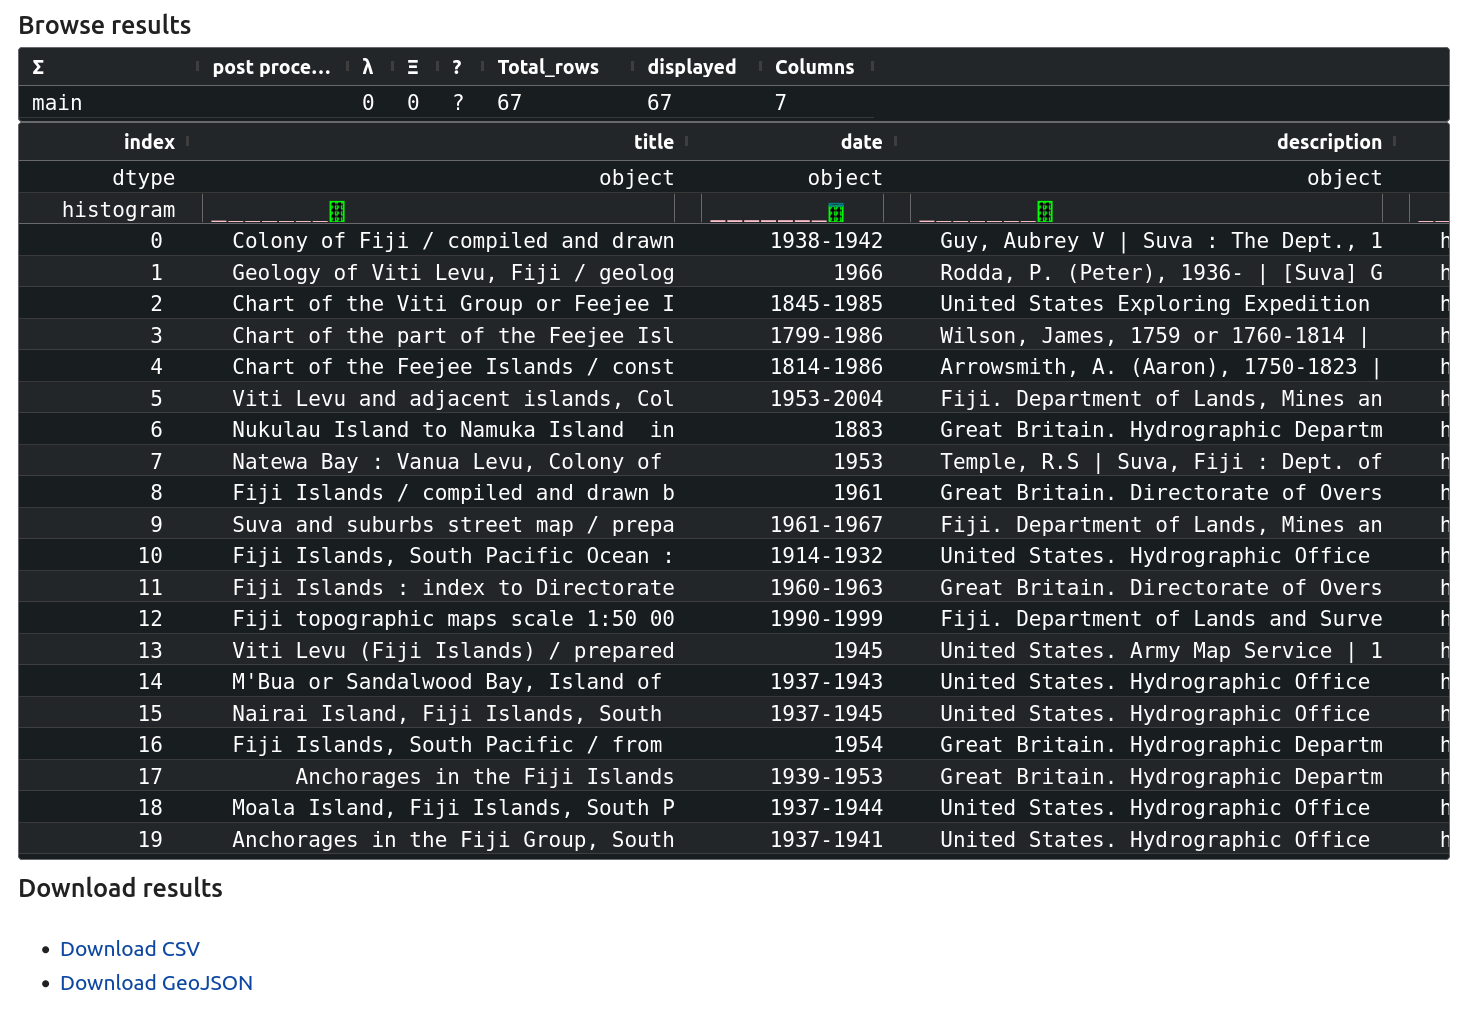 Browse results
Σ post proce... λ Ξ ? Total_rows displayed Columns
main 0 0 ? 67 67 7
index title date description
dtype object object object
histogram
0 Colony of Fiji / compiled and drawn 1938-1942 Guy, Aubrey V | Suva : The Dept., 1 h
1 Geology of Viti Levu, Fiji / geolog 1966 Rodda, P. (Peter), 1936- | [Suva] G h
2 Chart of the Viti Group or Feejee I 1845-1985 United States Exploring Expedition h
3 Chart of the part of the Feejee Isl 1799-1986 Wilson, James, 1759 or 1760-1814 | h
4 Chart of the Feejee Islands / const 1814-1986 Arrowsmith, A. (Aaron), 1750-1823 | h
5 Viti Levu and adjacent islands, Col 1953-2004 Fiji. Department of Lands, Mines an h
6 Nukulau Island to Namuka Island  in 1883 Great Britain. Hydrographic Departm h
7 Natewa Bay : Vanua Levu, Colony of 1953 Temple, R.S | Suva, Fiji : Dept. of h
8 Fiji Islands / compiled and drawn b 1961 Great Britain. Directorate of Overs h
9 Suva and suburbs street map / prepa 1961-1967 Fiji. Department of Lands, Mines an h
10 Fiji Islands, South Pacific Ocean : 1914-1932 United States. Hydrographic Office h
11 Fiji Islands : index to Directorate 1960-1963 Great Britain. Directorate of Overs h
12 Fiji topographic maps scale 1:50 00 1990-1999 Fiji. Department of Lands and Surve h
13 Viti Levu (Fiji Islands) / prepared 1945 United States. Army Map Service | 1 h
14 M'Bua or Sandalwood Bay, Island of 1937-1943 United States. Hydrographic Office h
15 Nairai Island, Fiji Islands, South 1937-1945 United States. Hydrographic Office h
16 Fiji Islands, South Pacific / from 1954 Great Britain. Hydrographic Departm h
17 Anchorages in the Fiji Islands 1939-1953 Great Britain. Hydrographic Departm h
18 Moala Island, Fiji Islands, South P 1937-1944 United States. Hydrographic Office h
19 Anchorages in the Fiji Group, South 1937-1941 United States. Hydrographic Office h
Download results
• Download CSV
• Download GeoJSON